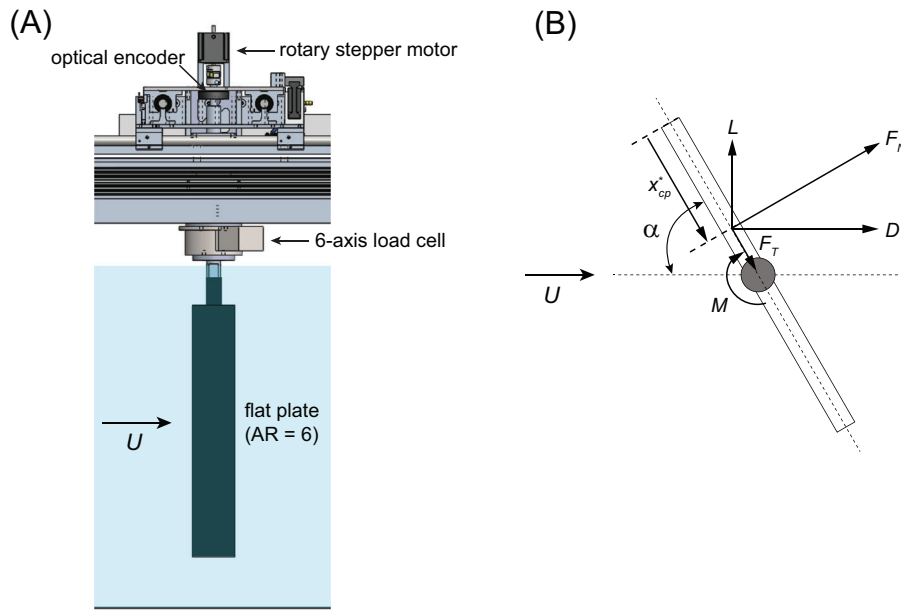 (A)
rotary stepper motor
optical encoder
6-axis load cell
flat plate
(AR = 6)
U
(B)
L
D
x*cp
α
F_T
M
U